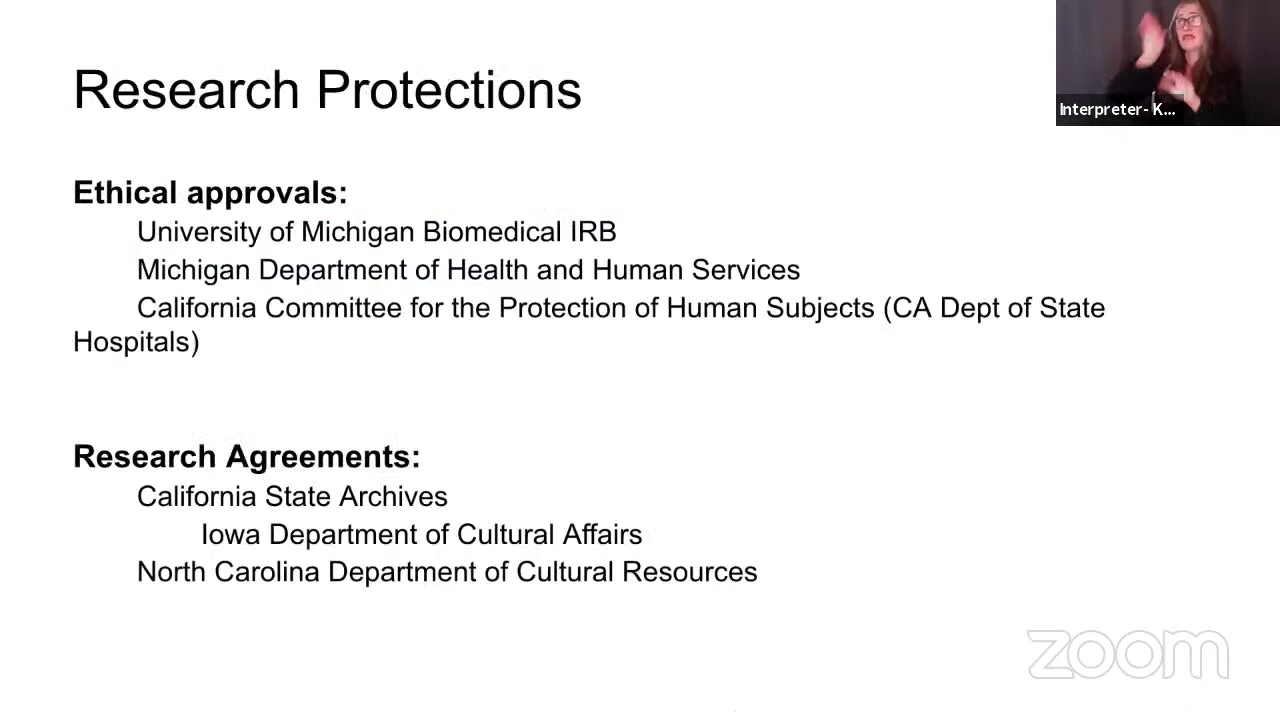 Research Protections
Interpreter- K...
Ethical approvals:
University of Michigan Biomedical IRB
Michigan Department of Health and Human Services
California Committee for the Protection of Human Subjects (CA Dept of State
Hospitals)
Research Agreements:
California State Archives
Iowa Department of Cultural Affairs
North Carolina Department of Cultural Resources
zoom